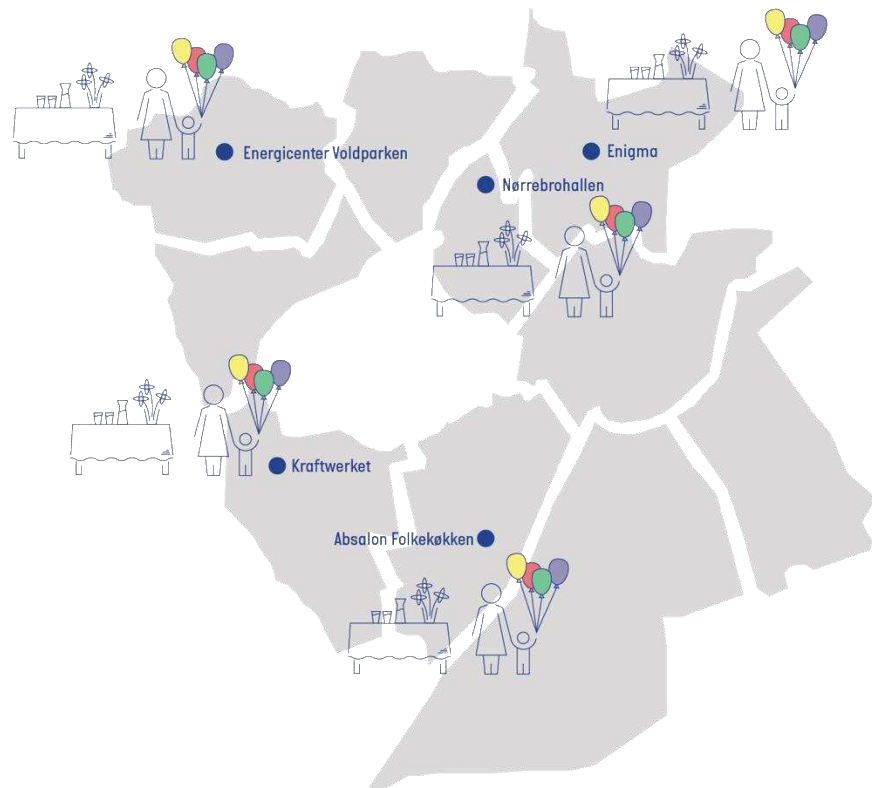 Enigma
Energicenter Voldparken
Nørrebrohallen
Kraftwerket
Absalon Folkekøkken